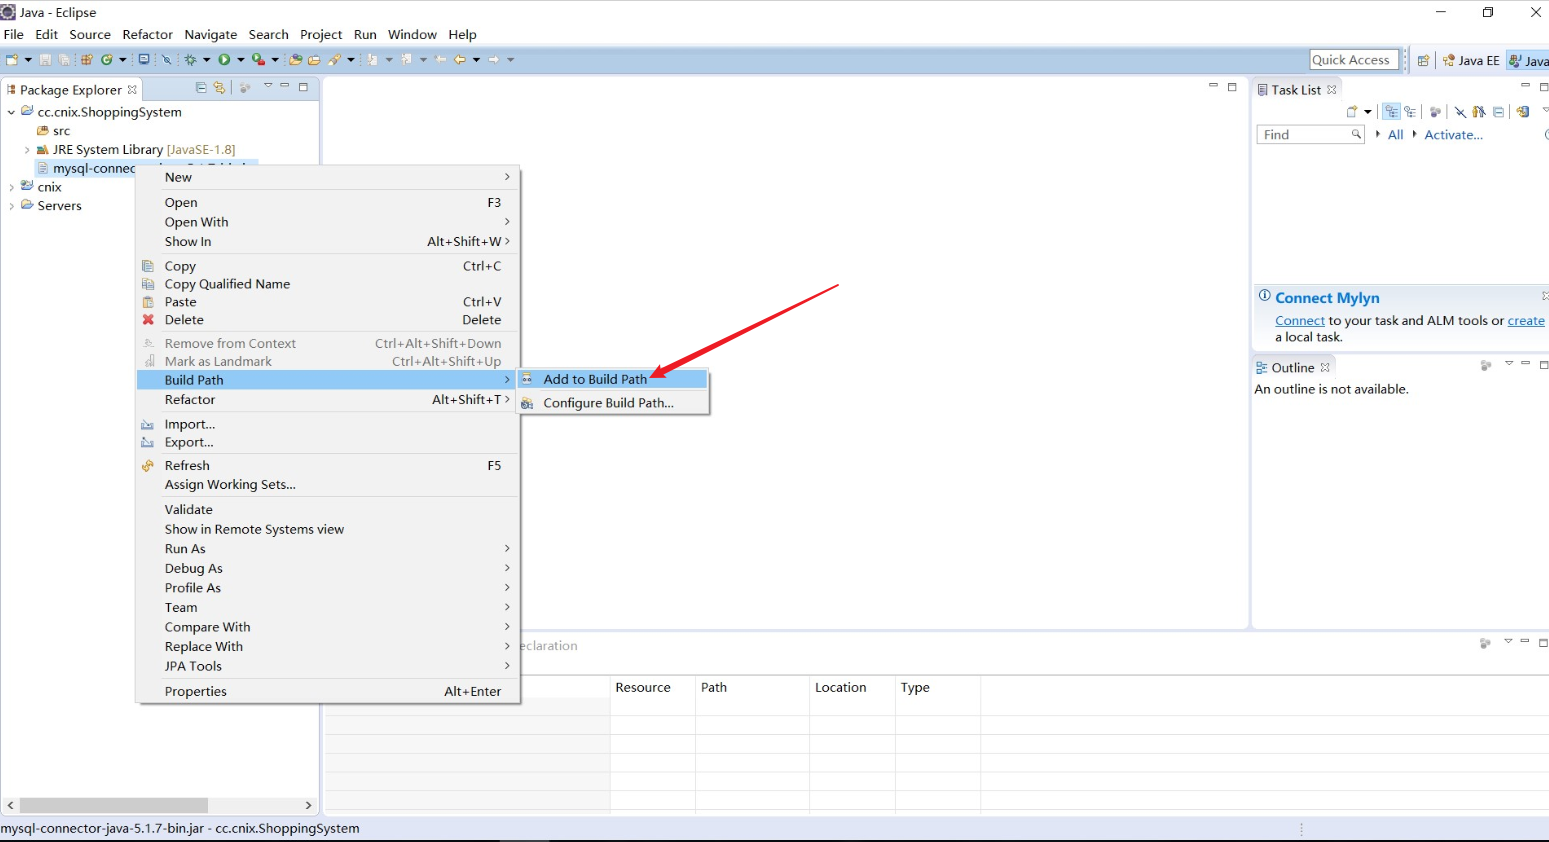 Java - Eclipse
File Edit Source Refactor Navigate Search Project Run Window Help
Quick Access Java EE Java
Package Explorer
cc.cnix.ShoppingSystem
src
JRE System Library [JavaSE-1.8]
mysql-connec
cnix
Servers
New
Open F3
Open With
Show In Alt+Shift+W
Copy Ctrl+C
Copy Qualified Name
Paste Ctrl+V
Delete Delete
Remove from Context Ctrl+Alt+Shift+Down
Mark as Landmark Ctrl+Alt+Shift+Up
Build Path
Refactor Alt+Shift+T
Import...
Export...
Refresh F5
Assign Working Sets...
Validate
Show in Remote Systems view
Run As
Debug As
Profile As
Team
Compare With
Replace With
JPA Tools
Properties Alt+Enter
Add to Build Path
Configure Build Path...
Task List
Find All Activate...
Connect Mylyn
Connect to your task and ALM tools or create
a local task.
Outline
An outline is not available.
eclaration
Resource Path Location Type
mysql-connector-java-5.1.7-bin.jar - cc.cnix.ShoppingSystem